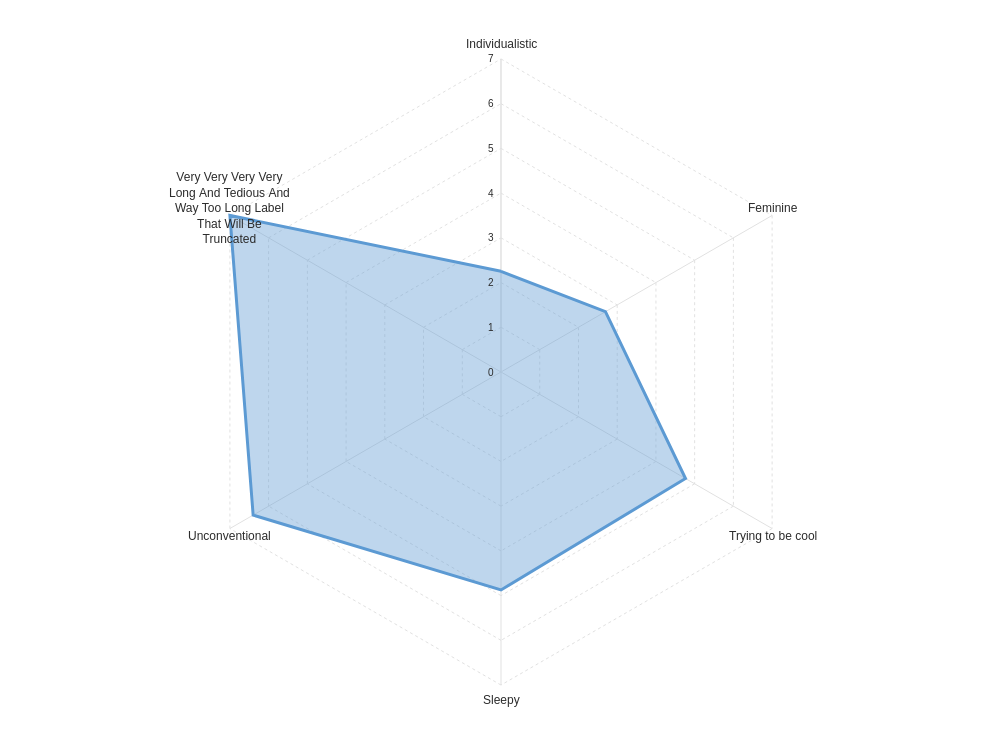 Individualistic
7
6
5
4
3
2
1
0
Feminine
Trying to be cool
Sleepy
Unconventional
Very Very Very Very
Long And Tedious And
Way Too Long Label
That Will Be
Truncated